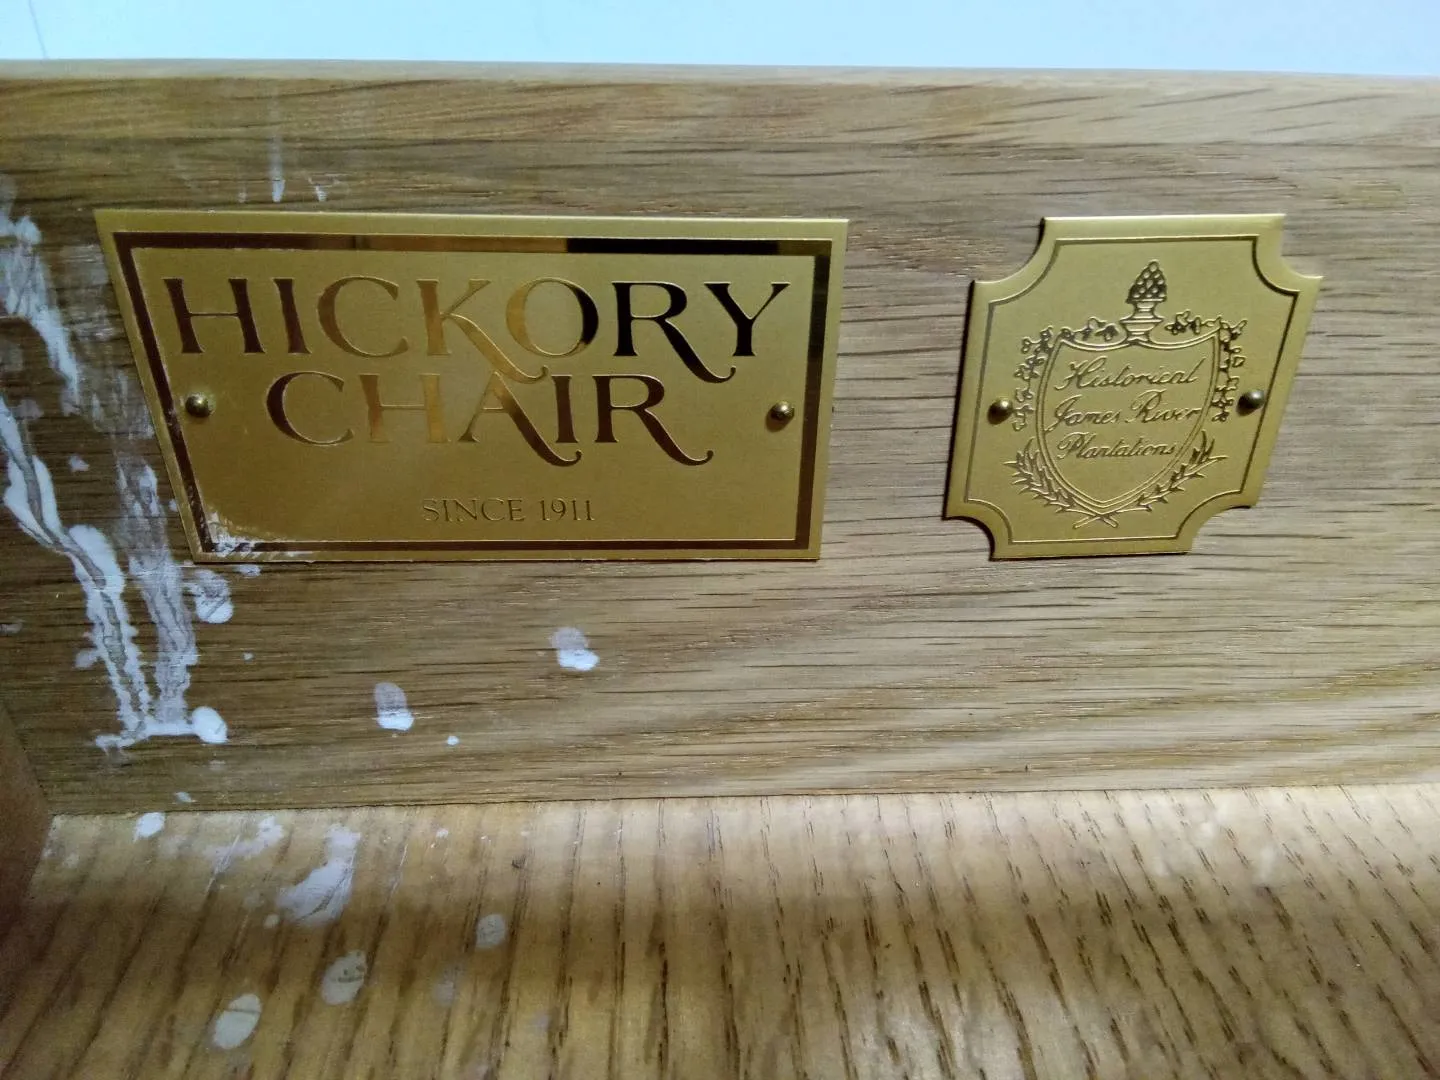 HICKORY
CHAIR
SINCE 1911
Historical
James River
Plantations